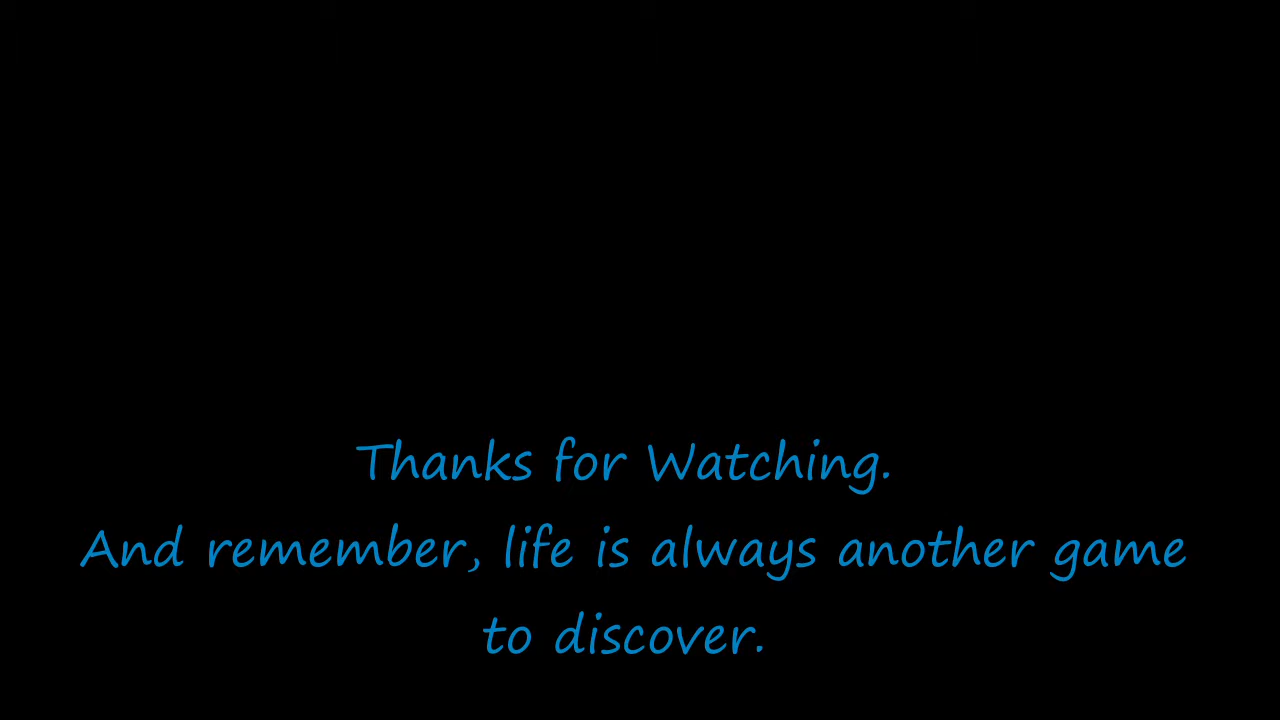 Thanks for Watching.
And remember, life is always another game
to discover.